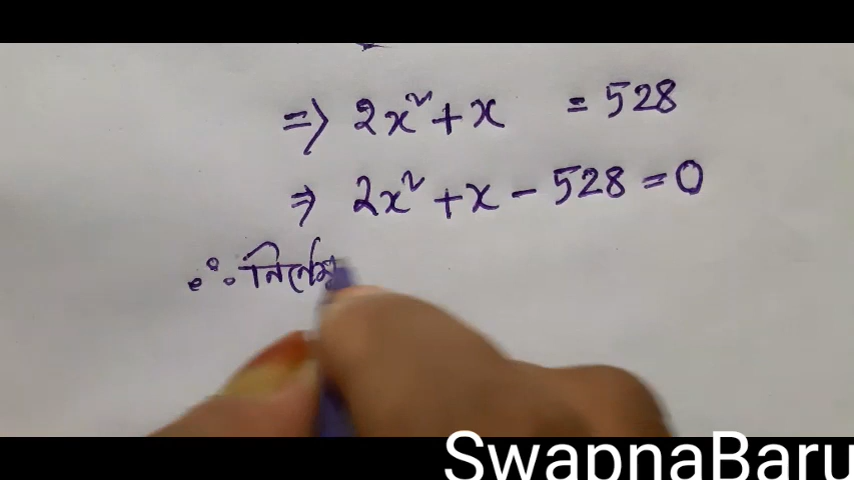 => 2x² + x = 528
=> 2x² + x - 528 = 0
∴
SwapnaBaru